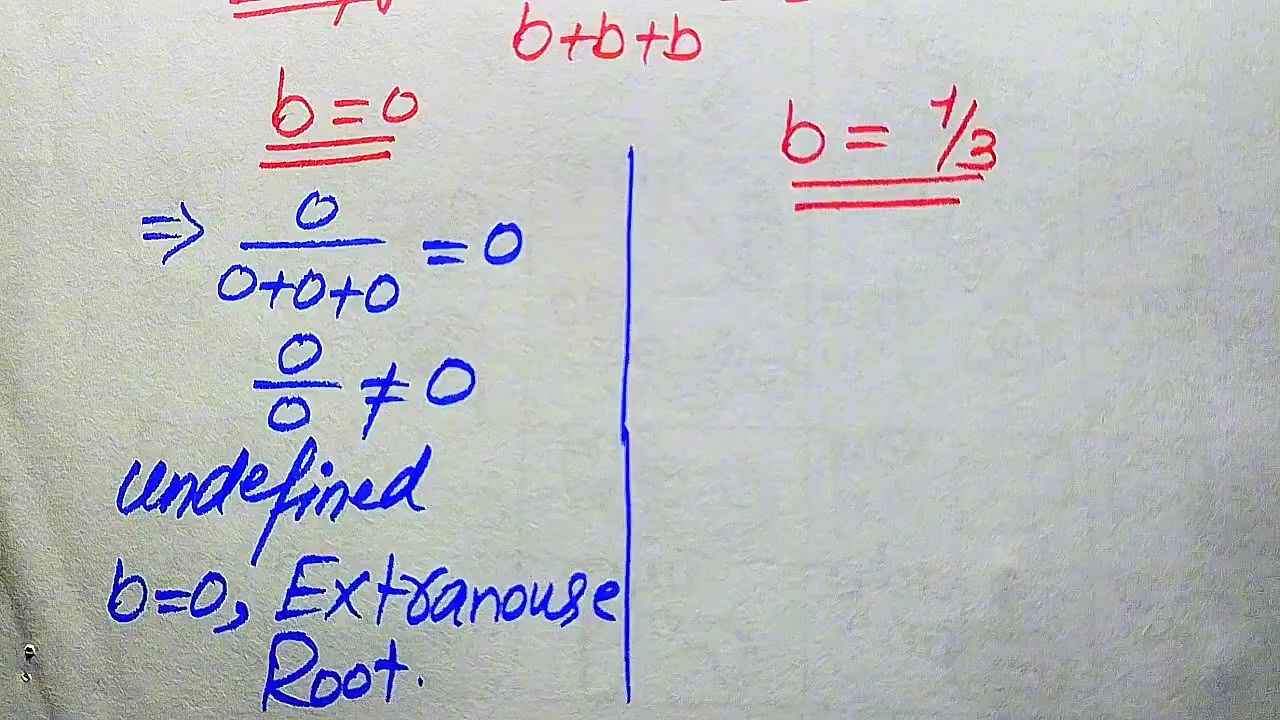 b+b+b
b=0
b = 1/3
⇒ 0/0+0+0 = 0
0/0 ≠ 0
undefined
b=0, Extranouse
Root.